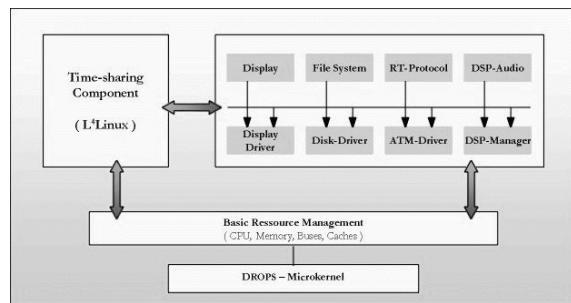 Time-sharing
Component
( L⁴Linux )
Display
File System
RT-Protocol
DSP-Audio
Display
Driver
Disk-Driver
ATM-Driver
DSP-Manager
Basic Ressource Management
( CPU, Memory, Buses, Caches )
DROPS – Microkernel